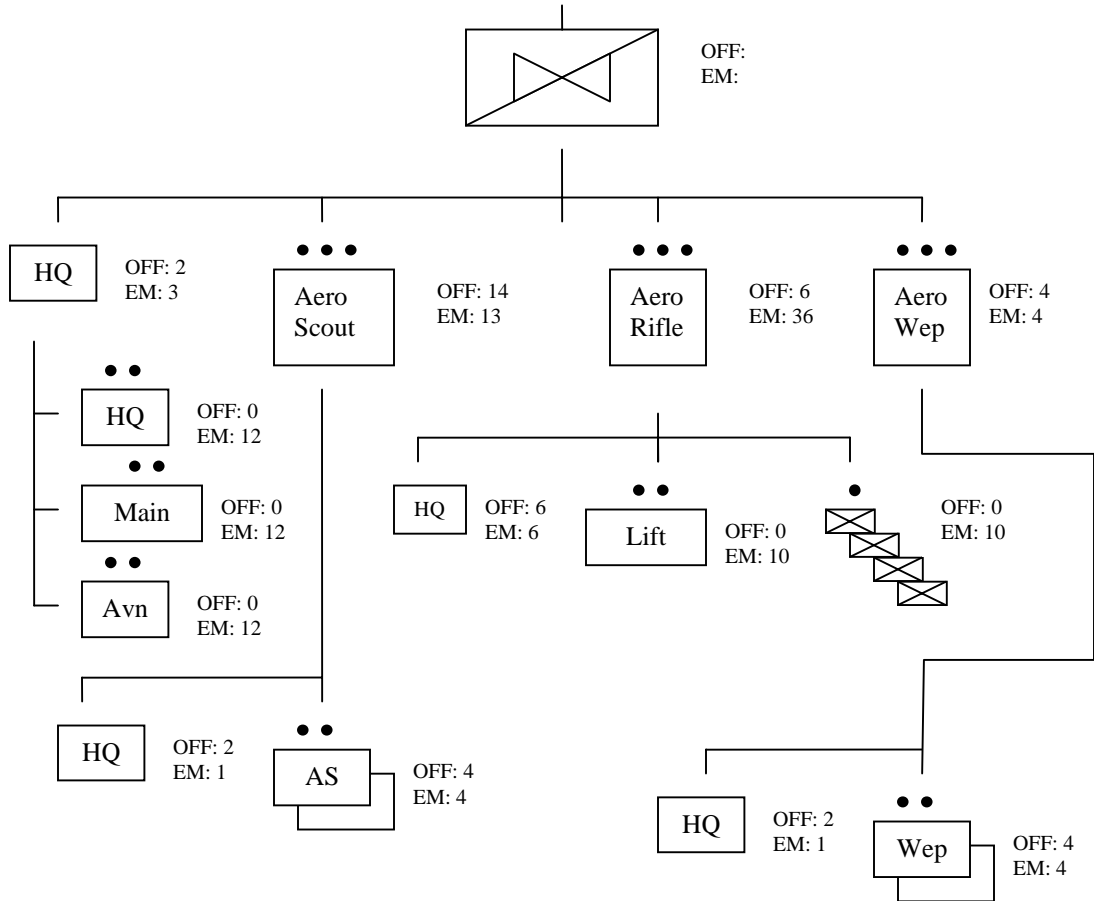 OFF:
EM:
HQ
OFF: 2
EM: 3
Aero
Scout
OFF: 14
EM: 13
Aero
Rifle
OFF: 6
EM: 36
Aero
Wep
OFF: 4
EM: 4
HQ
OFF: 0
EM: 12
Main
OFF: 0
EM: 12
Avn
OFF: 0
EM: 12
HQ
OFF: 6
EM: 6
Lift
OFF: 0
EM: 10
OFF: 0
EM: 10
HQ
OFF: 2
EM: 1
AS
OFF: 4
EM: 4
HQ
OFF: 2
EM: 1
Wep
OFF: 4
EM: 4